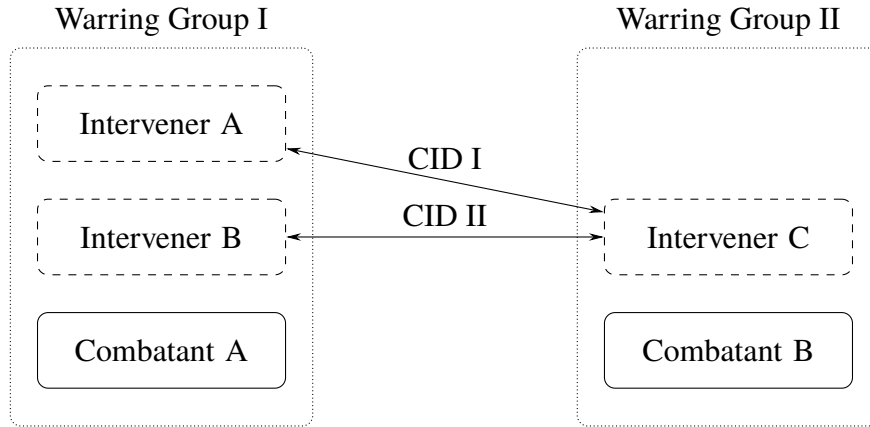 Warring Group I
Warring Group II
Intervener A
CID I
Intervener B
CID II
Intervener C
Combatant A
Combatant B